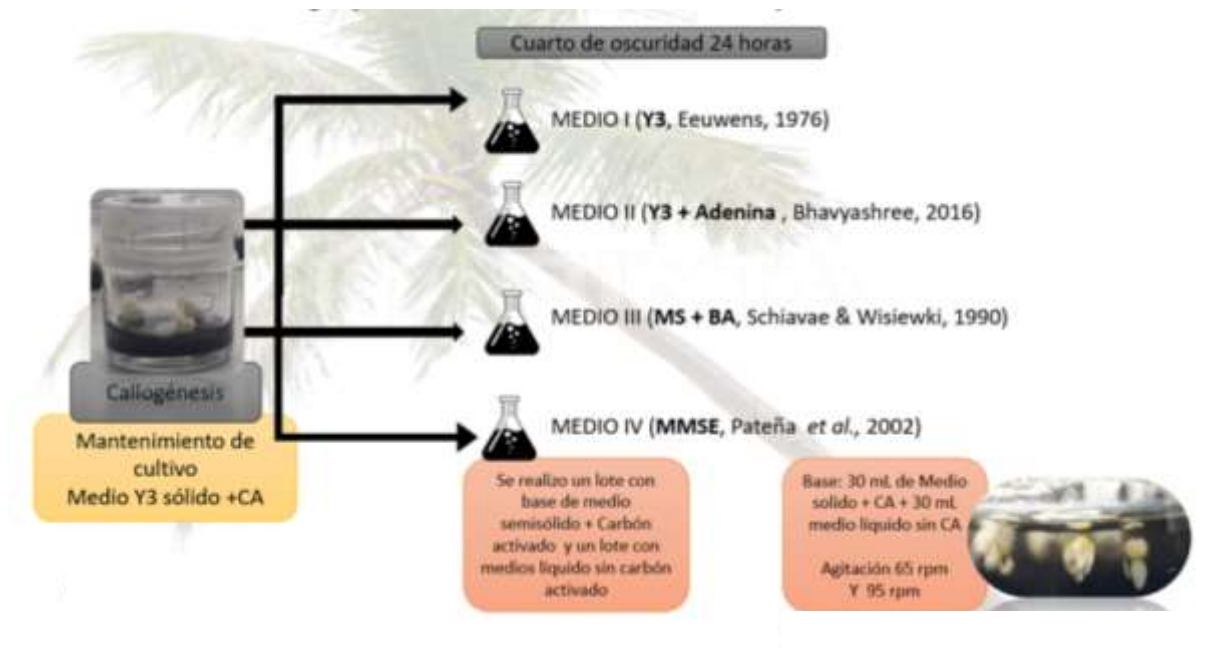 Cuarto de oscuridad 24 horas
MEDIO I (Y3, Eeuwens, 1976)
MEDIO II (Y3 + Adenina , Bhavyashree, 2016)
MEDIO III (MS + BA, Schiavae & Wisiewki, 1990)
MEDIO IV (MMSE, Pateña et al., 2002)
Callogénesis
Mantenimiento de
cultivo
Medio Y3 sólido +CA
Se realizo un lote con
base de medio
semisólido + Carbón
activado y un lote con
medios líquido sin carbón
activado
Base: 30 mL de Medio
solido + CA + 30 mL
medio líquido sin CA
Agitación 65 rpm
Y 95 rpm